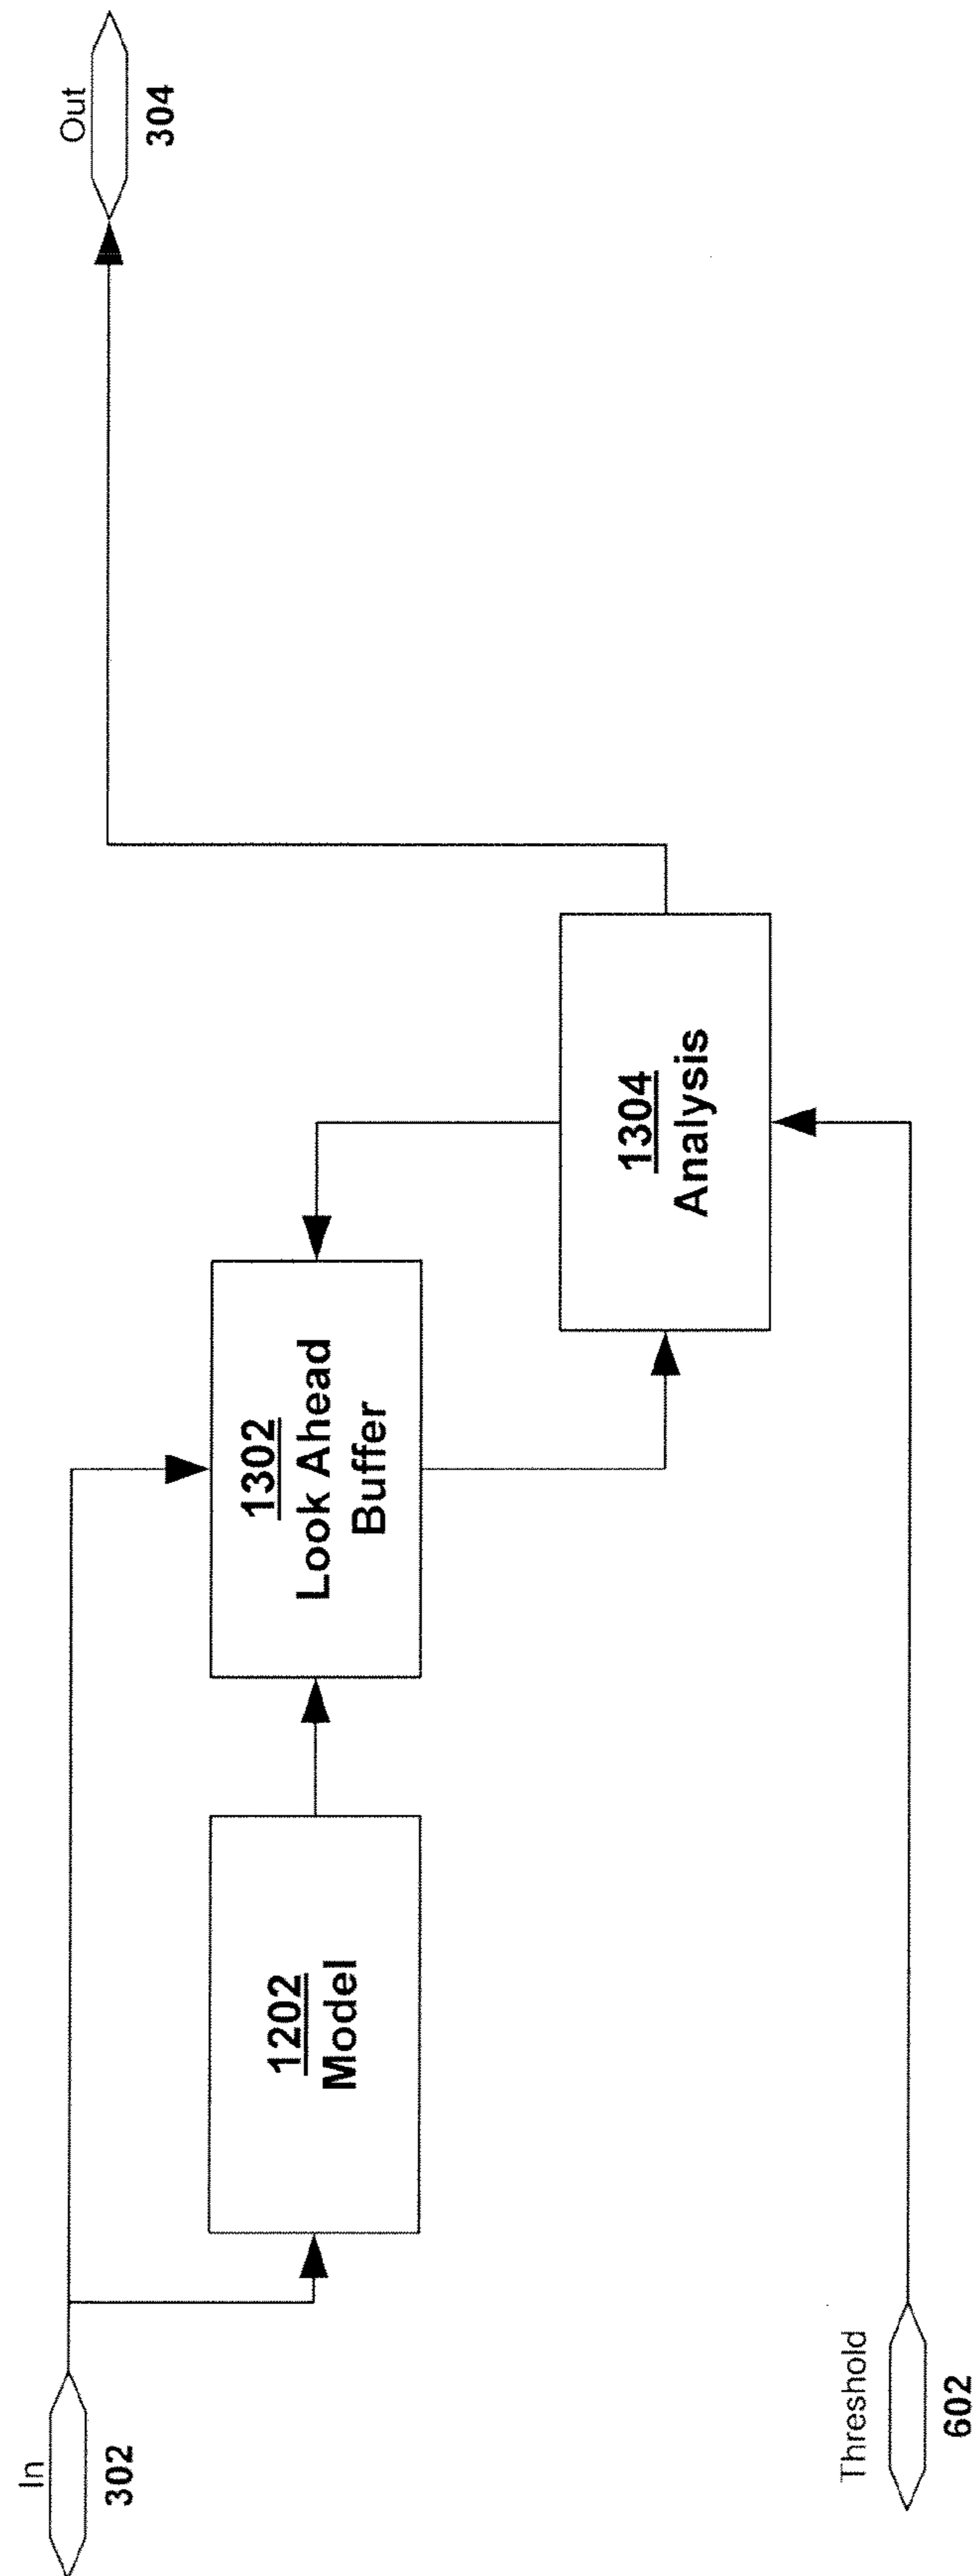 In
302
Out
304
1202
Model
1302
Look Ahead
Buffer
1304
Analysis
Threshold
602